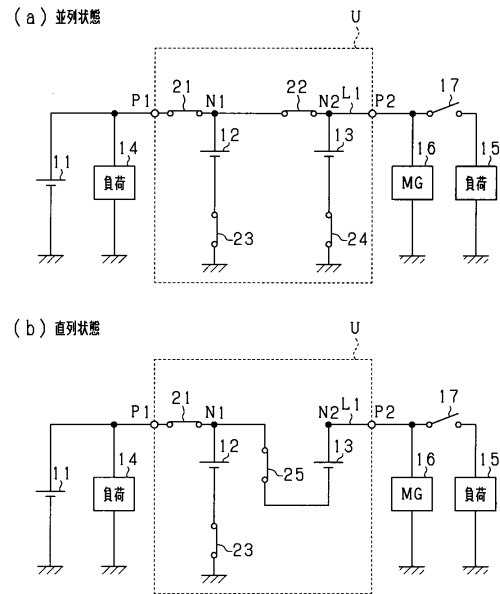 (a) 並列状態
U
P1 21 N1 22 N2 L1 P2 17
11 14 12 13 16 15
負荷 MG 負荷
23 24
(b) 直列状態
U
P1 21 N1 N2 L1 P2 17
11 14 12 25 13 16 15
負荷 MG 負荷
23